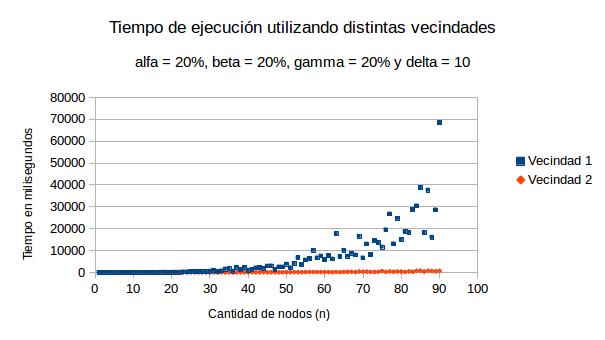 Tiempo de ejecución utilizando distintas vecindades
alfa = 20%, beta = 20%, gamma = 20% y delta = 10
80000
70000
60000
50000
40000
30000
20000
10000
0
Tiempo en milisegundos
0 10 20 30 40 50 60 70 80 90 100
Cantidad de nodos (n)
Vecindad 1
Vecindad 2